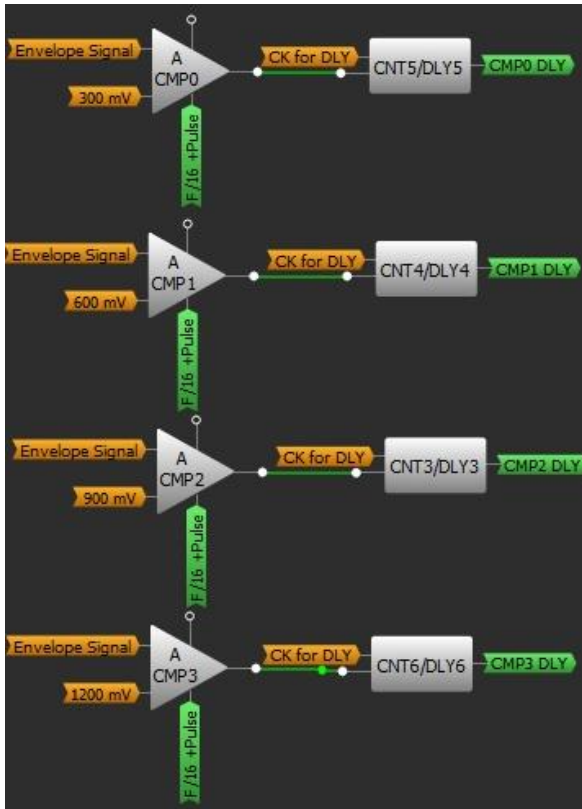 Envelope Signal
A
CMP0
300 mV
F /16 +Pulse
CK for DLY
CNT5/DLY5
CMP0 DLY
Envelope Signal
A
CMP1
600 mV
F /16 +Pulse
CK for DLY
CNT4/DLY4
CMP1 DLY
Envelope Signal
A
CMP2
900 mV
F /16 +Pulse
CK for DLY
CNT3/DLY3
CMP2 DLY
Envelope Signal
A
CMP3
1200 mV
F /16 +Pulse
CK for DLY
CNT6/DLY6
CMP3 DLY